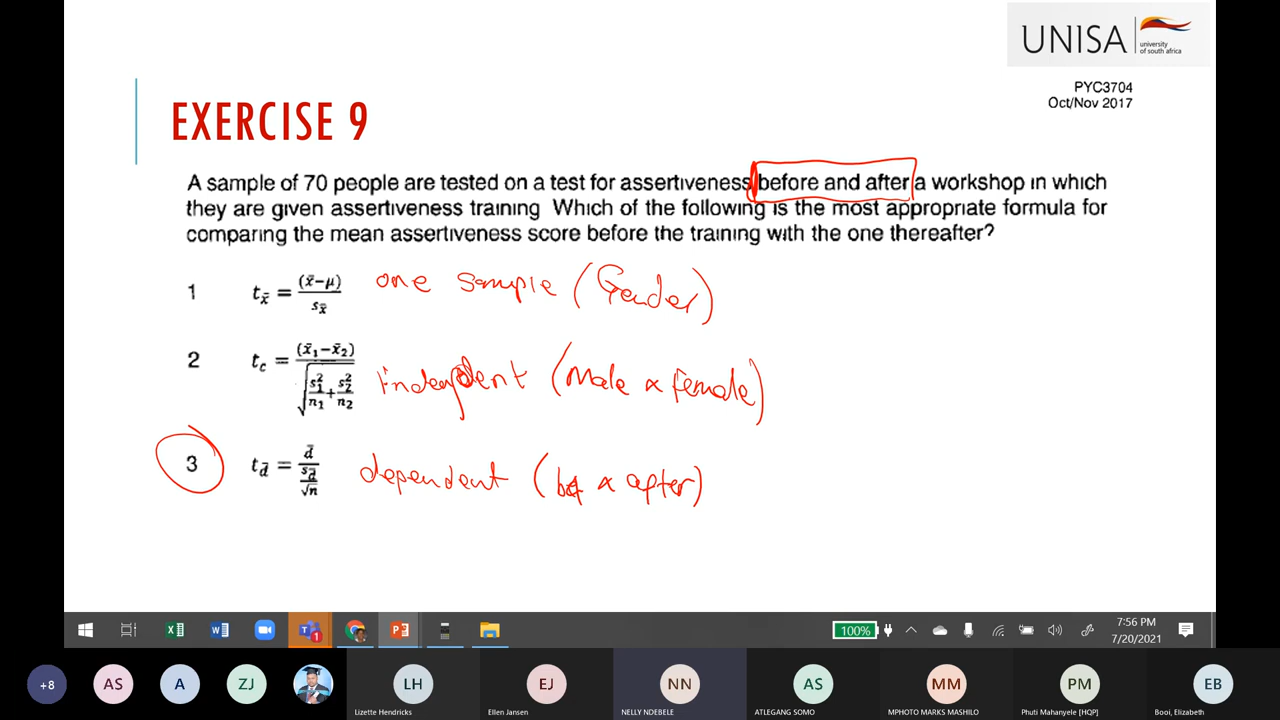 UNISA
university
of south africa
PYC3704
Oct/Nov 2017
EXERCISE 9
A sample of 70 people are tested on a test for assertiveness before and after a workshop in which
they are given assertiveness training Which of the following is the most appropriate formula for
comparing the mean assertiveness score before the training with the one thereafter?
1 t_x̄ = (x̄−μ) / s_x̄ one sample (Gender)
2 t_c = (x̄₁−x̄₂) / √(s₁²/n₁ + s₂²/n₂) independent (Male & female)
3 t_d̄ = d̄ / (s_d̄ / √n) dependent (bef & after)
1
100%
7:56 PM
7/20/2021
+8
AS
A
ZJ
LH
Lizette Hendricks
EJ
Ellen Jansen
NN
NELLY NDEBELE
AS
ATLEGANG SOMO
MM
MPHOTO MARKS MASHILO
PM
Phuti Mahanyele [HQP]
EB
Booi, Elizabeth